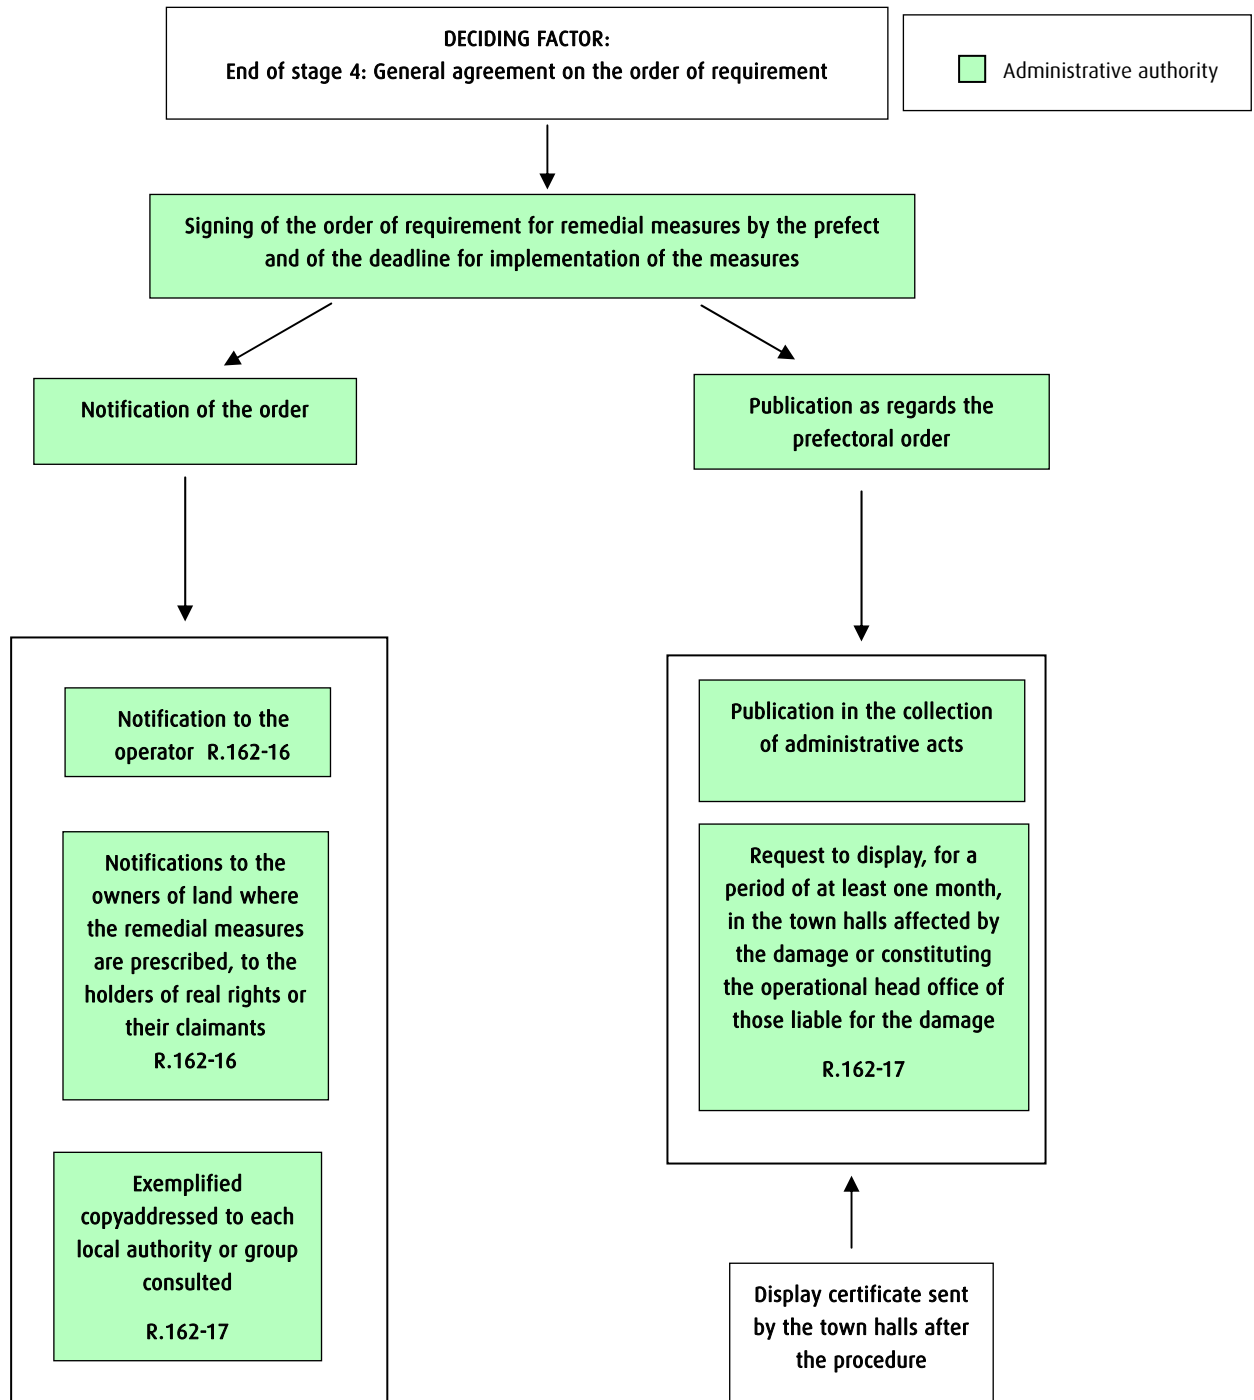 DECIDING FACTOR:
End of stage 4: General agreement on the order of requirement
Administrative authority
Signing of the order of requirement for remedial measures by the prefect
and of the deadline for implementation of the measures
Notification of the order
Publication as regards the
prefectoral order
Notification to the
operator R.162-16
Notifications to the
owners of land where
the remedial measures
are prescribed, to the
holders of real rights or
their claimants
R.162-16
Exemplified
copyaddressed to each
local authority or group
consulted
R.162-17
Publication in the collection
of administrative acts
Request to display, for a
period of at least one month,
in the town halls affected by
the damage or constituting
the operational head office of
those liable for the damage
R.162-17
Display certificate sent
by the town halls after
the procedure